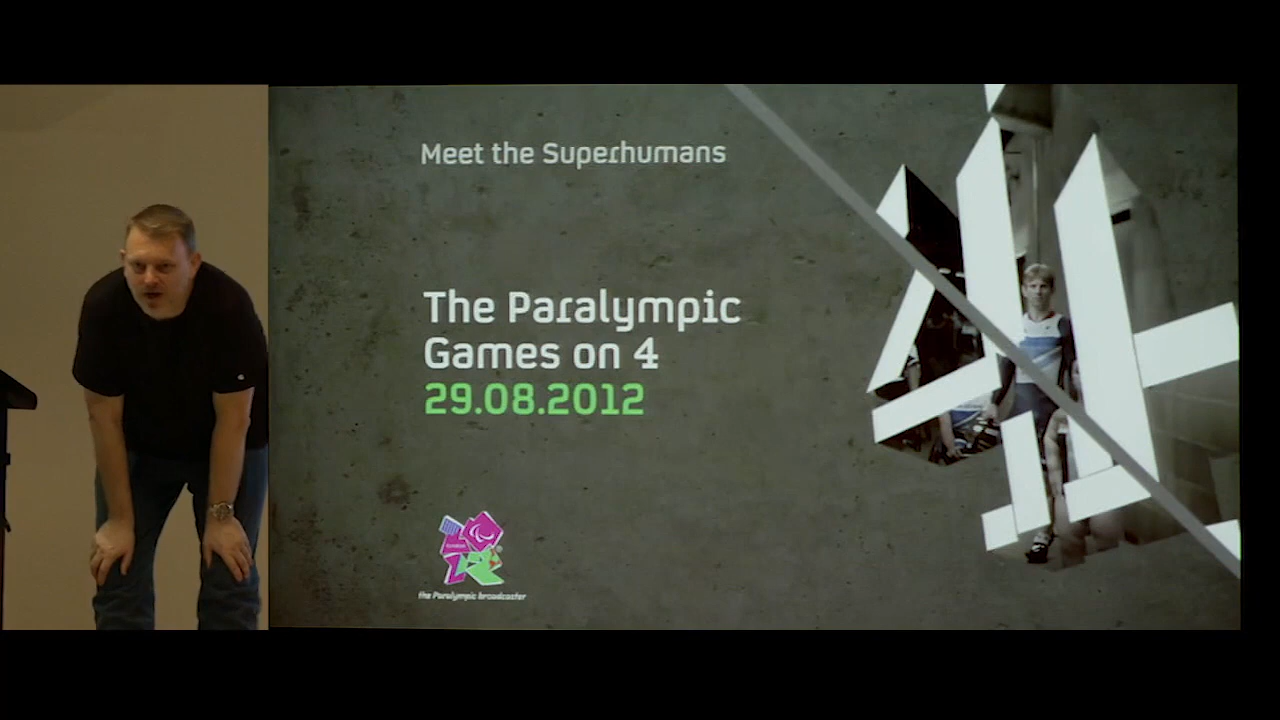 Meet the Superhumans
The Paralympic
Games on 4
29.08.2012
the Paralympic broadcaster